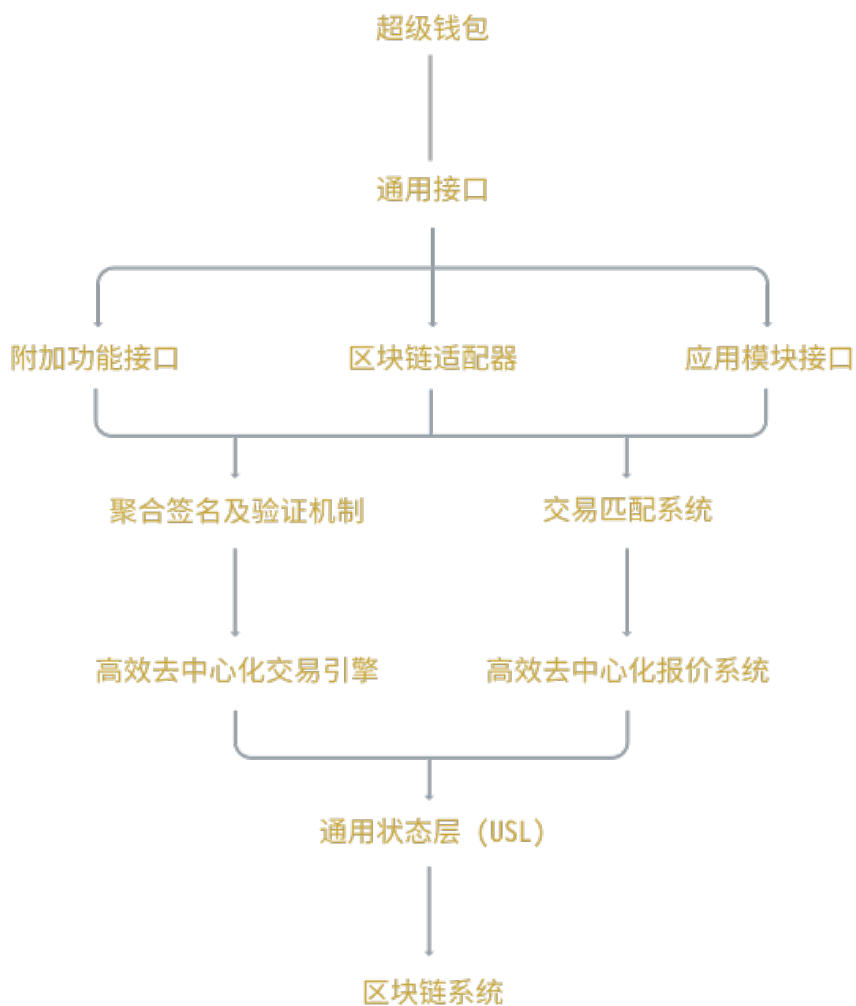 超级钱包
通用接口
附加功能接口
区块链适配器
应用模块接口
聚合签名及验证机制
交易匹配系统
高效去中心化交易引擎
高效去中心化报价系统
通用状态层 (USL)
区块链系统